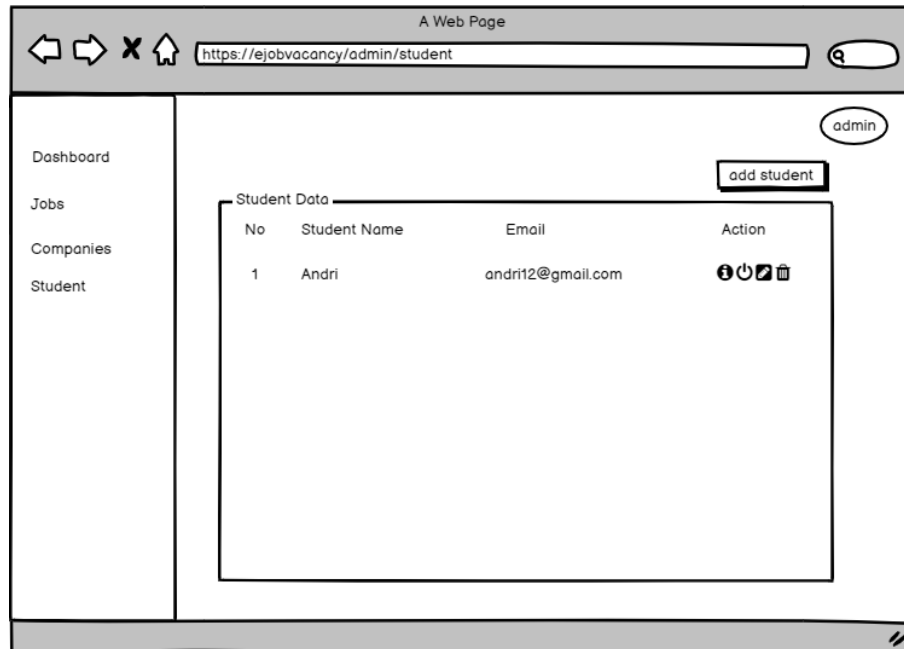 A Web Page
https://ejobvacancy/admin/student
admin
Dashboard
Jobs
Companies
Student
add student
Student Data
No Student Name Email Action
1 Andri andri12@gmail.com